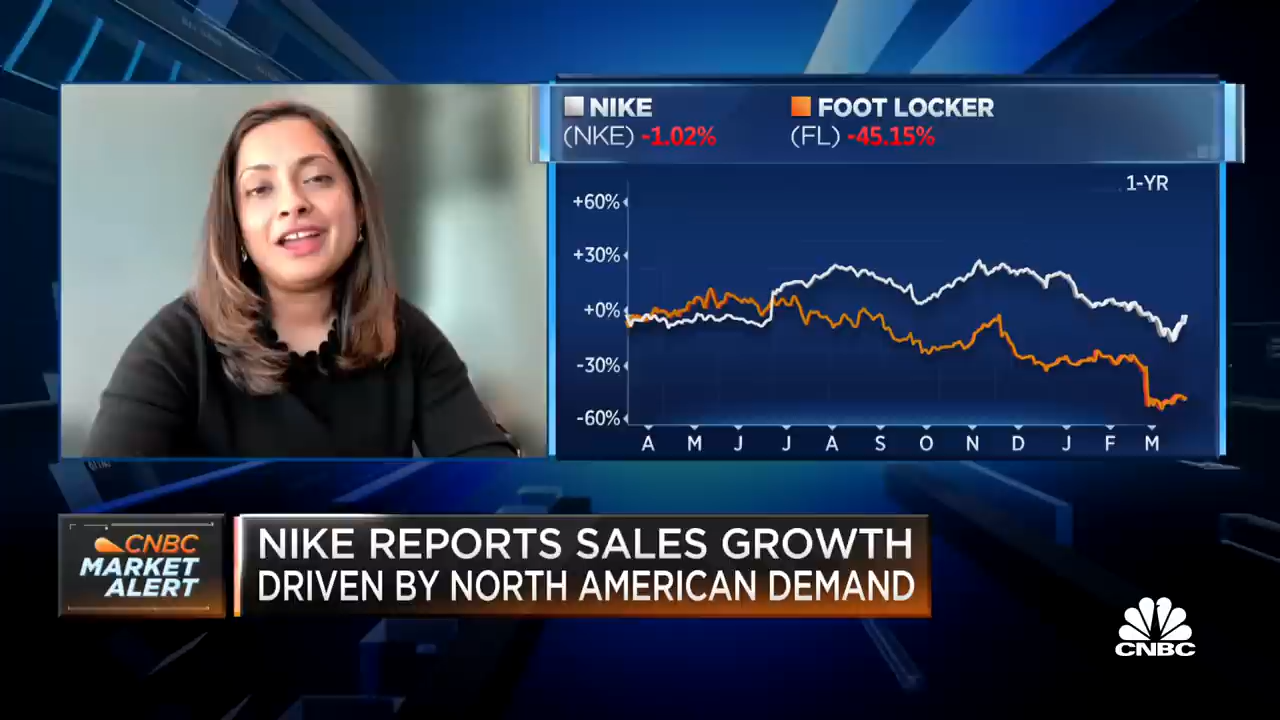 NIKE
(NKE) -1.02%
FOOT LOCKER
(FL) -45.15%
1-YR
+60%
+30%
+0%
-30%
-60%
A M J J A S O N D J F M
CNBC
MARKET
ALERT
NIKE REPORTS SALES GROWTH
DRIVEN BY NORTH AMERICAN DEMAND
CNBC